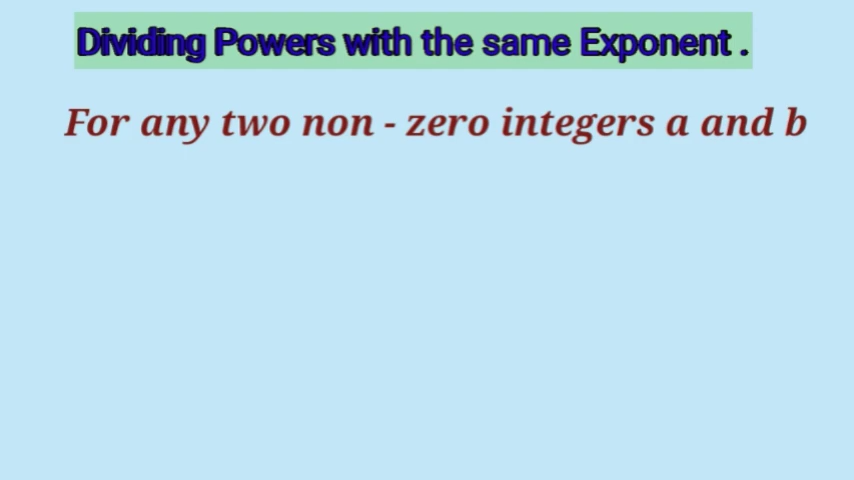 Dividing Powers with the same Exponent .
For any two non - zero integers a and b